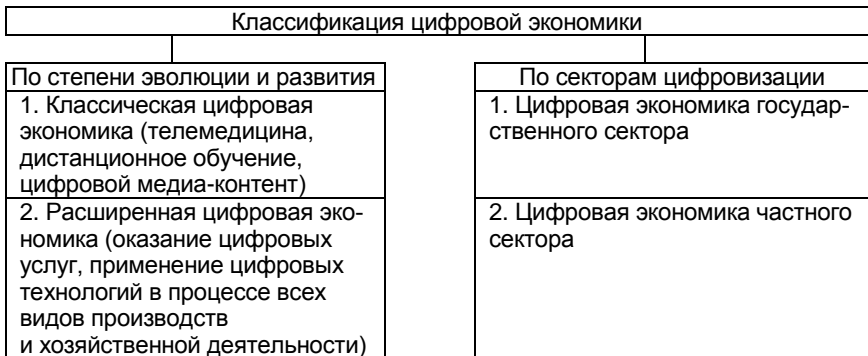 Классификация цифровой экономики
По степени эволюции и развития
1. Классическая цифровая
экономика (телемедицина,
дистанционное обучение,
цифровой медиа-контент)
2. Расширенная цифровая эко-
номика (оказание цифровых
услуг, применение цифровых
технологий в процессе всех
видов производств
и хозяйственной деятельности)
По секторам цифровизации
1. Цифровая экономика государ-
ственного сектора
2. Цифровая экономика частного
сектора